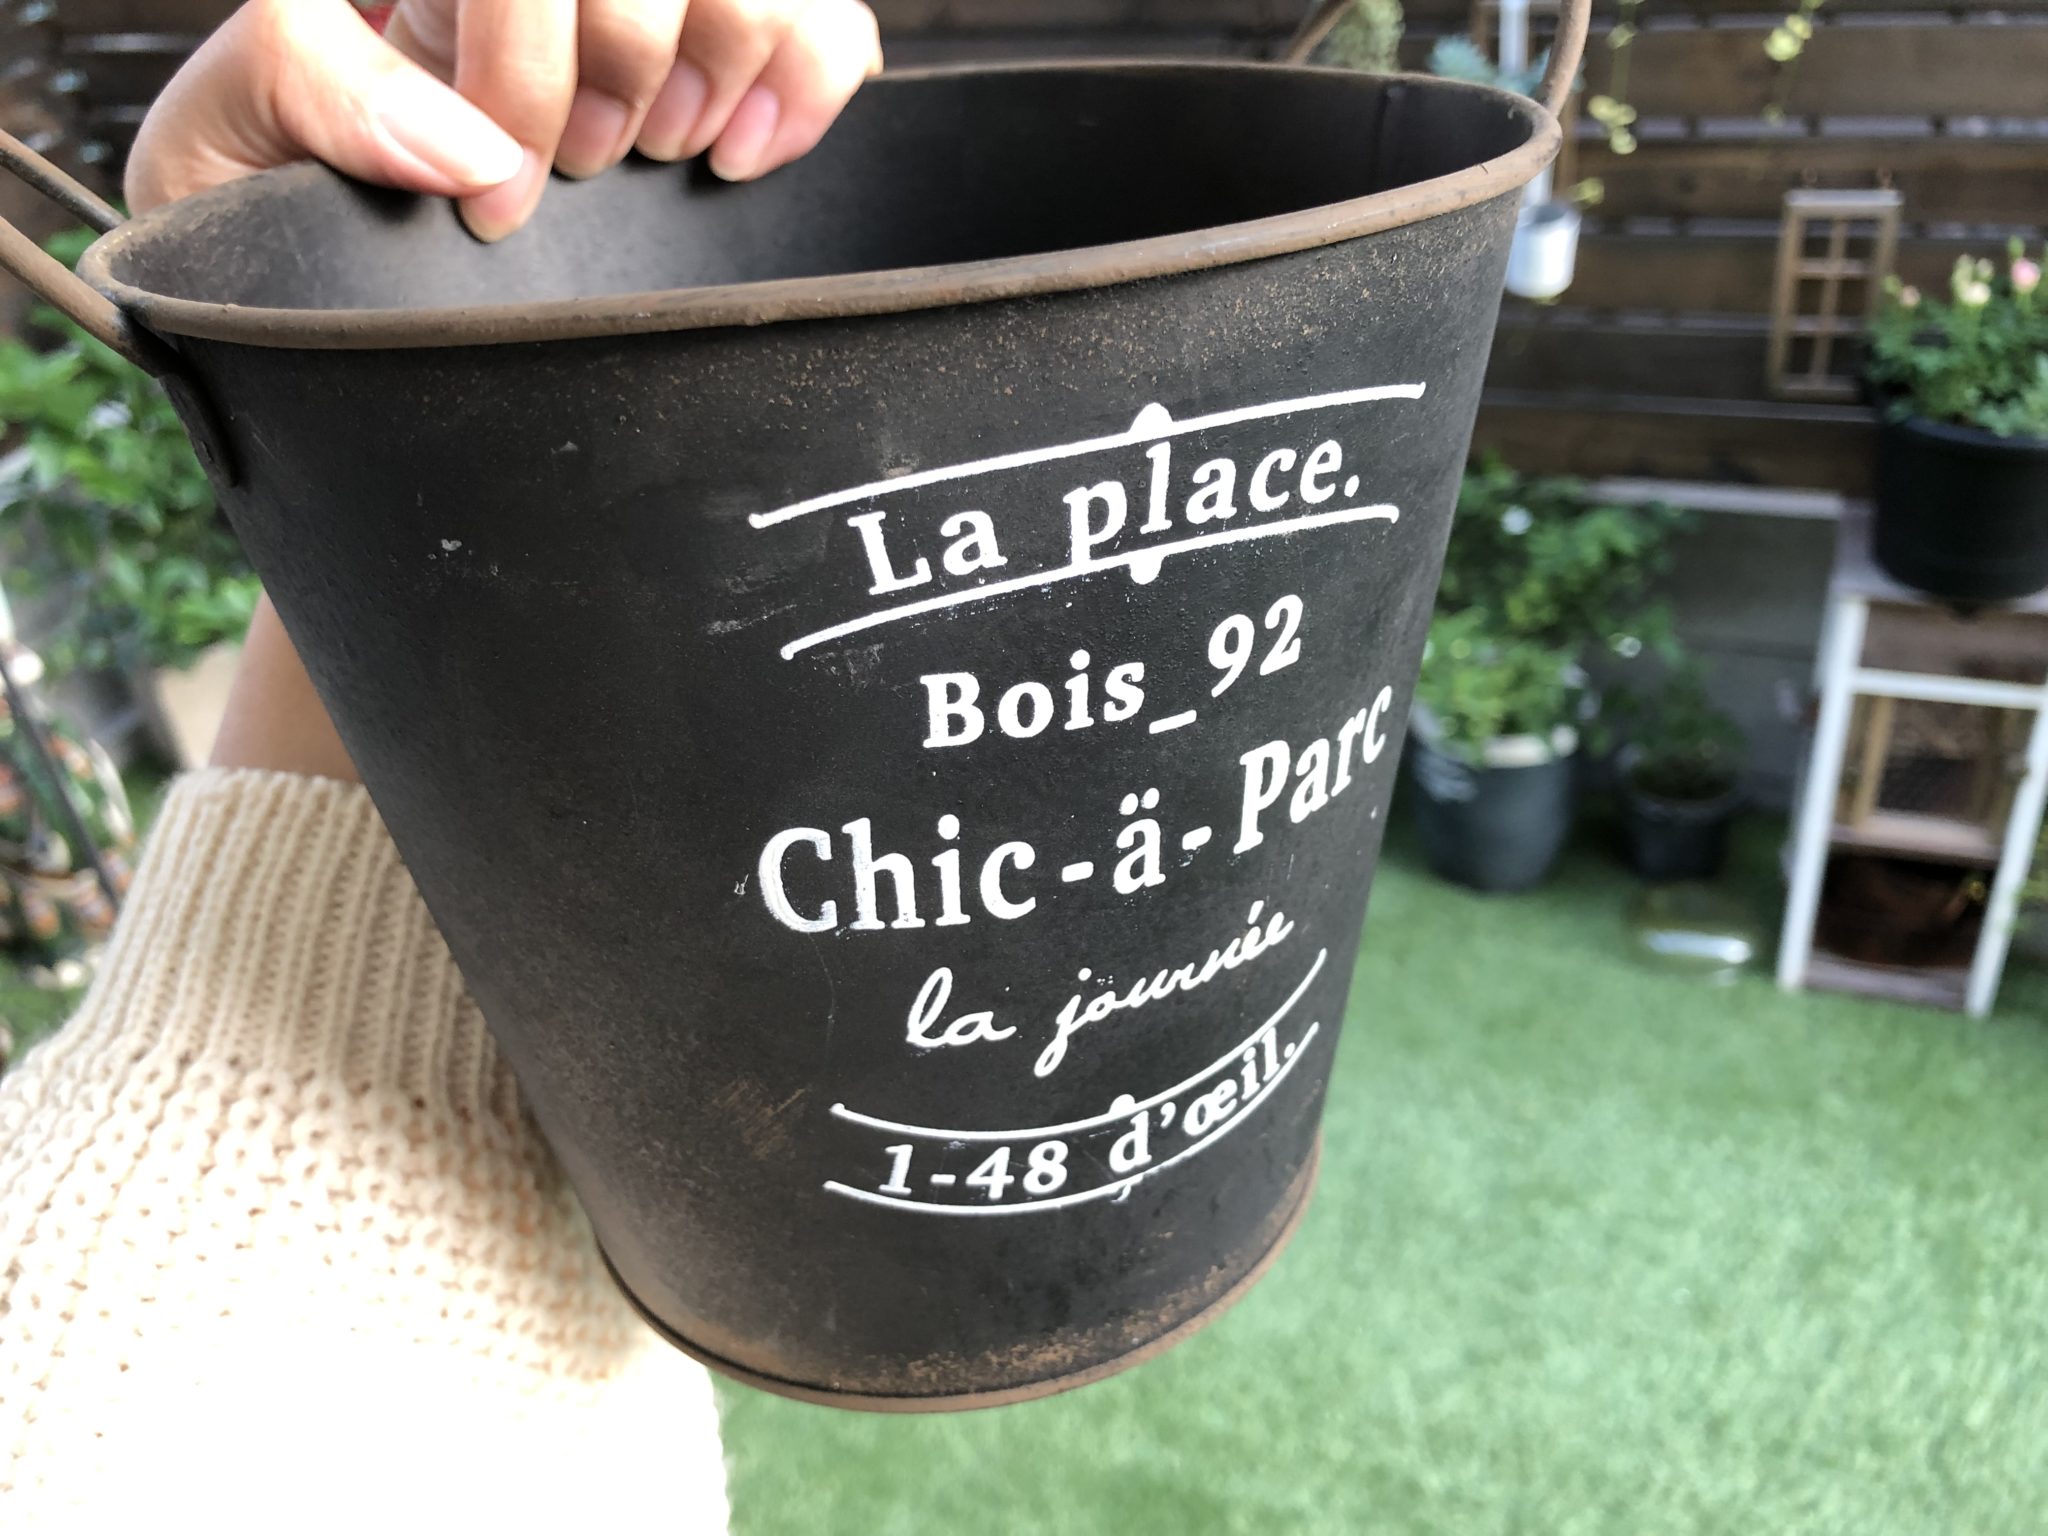 La place.
Bois_92
Chic-ä-Parc
la journée
1-48 d'œil.